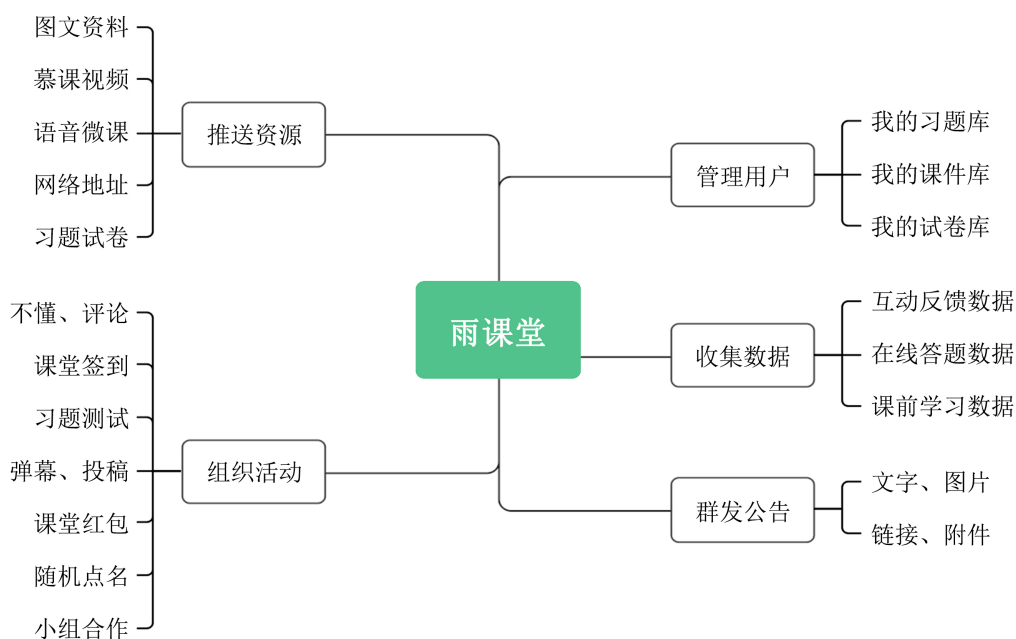 图文资料
慕课视频
语音微课
网络地址
习题试卷
推送资源
不懂、评论
课堂签到
习题测试
弹幕、投稿
课堂红包
随机点名
小组合作
组织活动
雨课堂
管理用户
我的习题库
我的课件库
我的试卷库
收集数据
互动反馈数据
在线答题数据
课前学习数据
群发公告
文字、图片
链接、附件